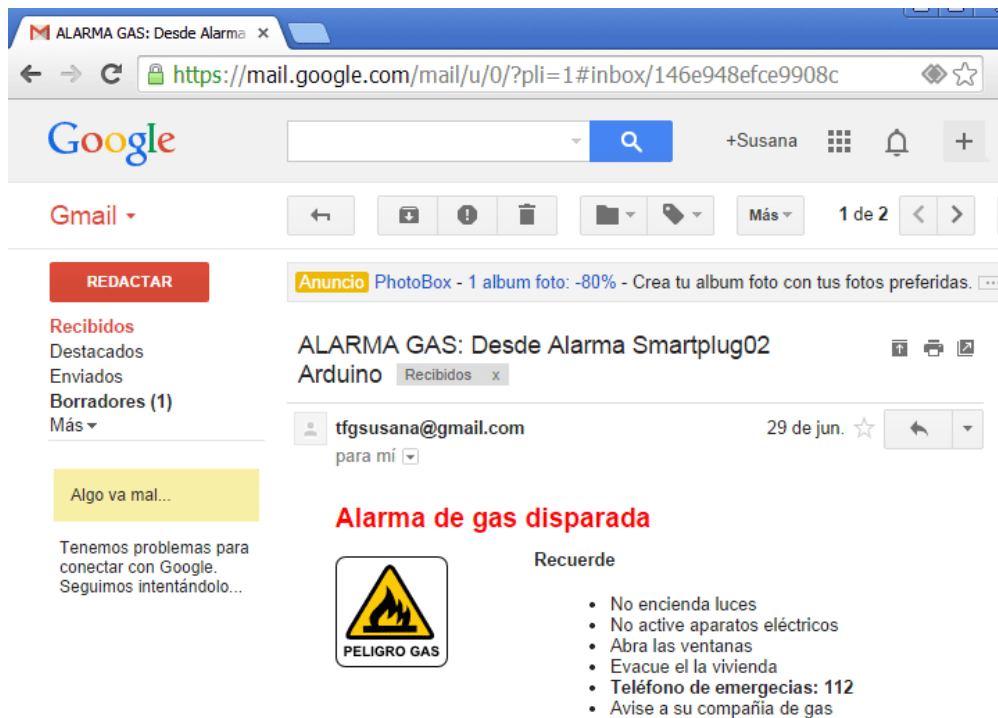 ALARMA GAS: Desde Alarma
https://mail.google.com/mail/u/0/?pli=1#inbox/146e948efce9908c
Google
+Susana
Gmail
Más
1 de 2
REDACTAR
Anuncio PhotoBox - 1 album foto: -80% - Crea tu album foto con tus fotos preferidas.
Recibidos
Destacados
Enviados
Borradores (1)
Más
ALARMA GAS: Desde Alarma Smartplug02
Arduino Recibidos x
tfgsusana@gmail.com 29 de jun.
para mí
Algo va mal...
Tenemos problemas para
conectar con Google.
Seguimos intentándolo...
Alarma de gas disparada
PELIGRO GAS
Recuerde
• No encienda luces
• No active aparatos eléctricos
• Abra las ventanas
• Evacue el la vivienda
• Teléfono de emergecias: 112
• Avise a su compañia de gas